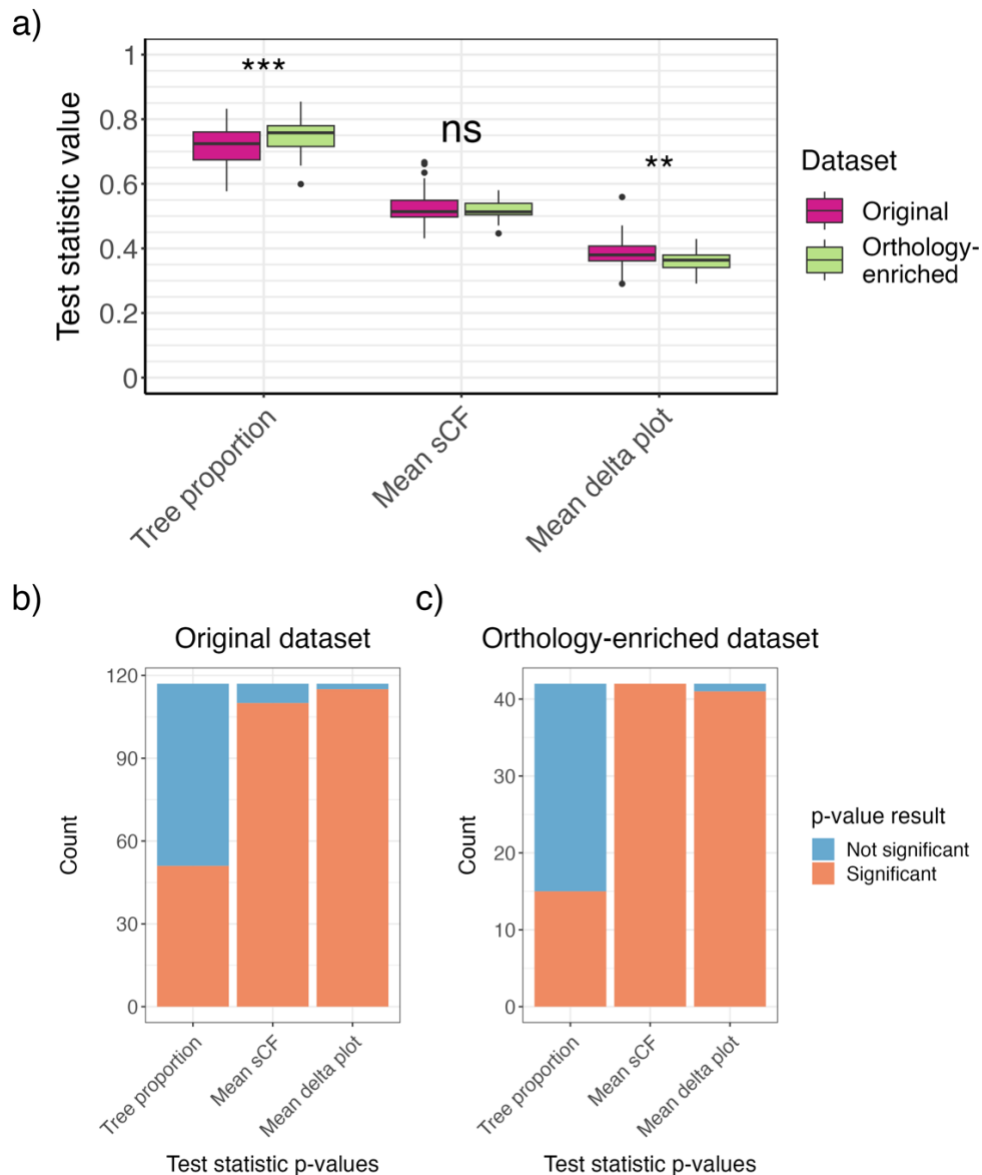 a)
Test statistic value
1
0.8
0.6
0.4
0.2
0
***
ns
**
Tree proportion
Mean sCF
Mean delta plot
Dataset
Original
Orthology-
enriched
b)
Original dataset
Count
120
90
60
30
0
Tree proportion
Mean sCF
Mean delta plot
Test statistic p-values
c)
Orthology-enriched dataset
Count
40
30
20
10
0
Tree proportion
Mean sCF
Mean delta plot
Test statistic p-values
p-value result
Not significant
Significant